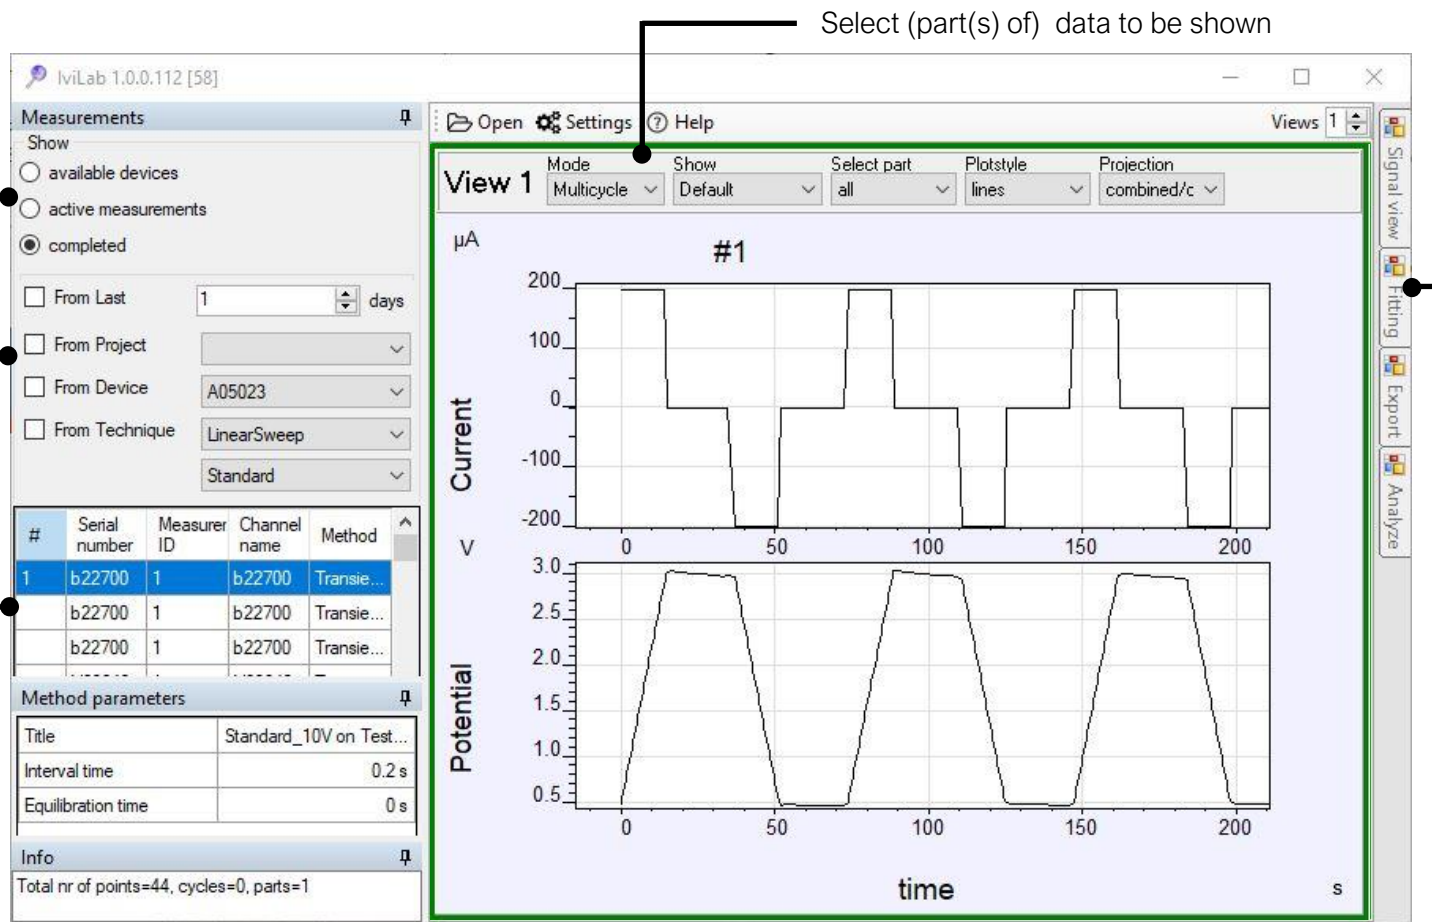 Select (part(s) of) data to be shown
IviLab 1.0.0.112 [58]
Measurements
Show
available devices
active measurements
completed
From Last 1 days
From Project
From Device A05023
From Technique LinearSweep
Standard
# Serial number Measurer ID Channel name Method
1 b22700 1 b22700 Transie...
b22700 1 b22700 Transie...
b22700 1 b22700 Transie...
Method parameters
Title Standard_10V on Test...
Interval time 0.2 s
Equilibration time 0 s
Info
Total nr of points=44, cycles=0, parts=1
Open Settings Help Views 1
View 1
Mode Show Select part Plotstyle Projection
Multicycle Default all lines combined/c
µA
#1
Current
200
100
0
-100
-200
0 50 100 150 200
V
Potential
3.0
2.5
2.0
1.5
1.0
0.5
0 50 100 150 200
time s
Signal view
Fitting
Export
Analyze